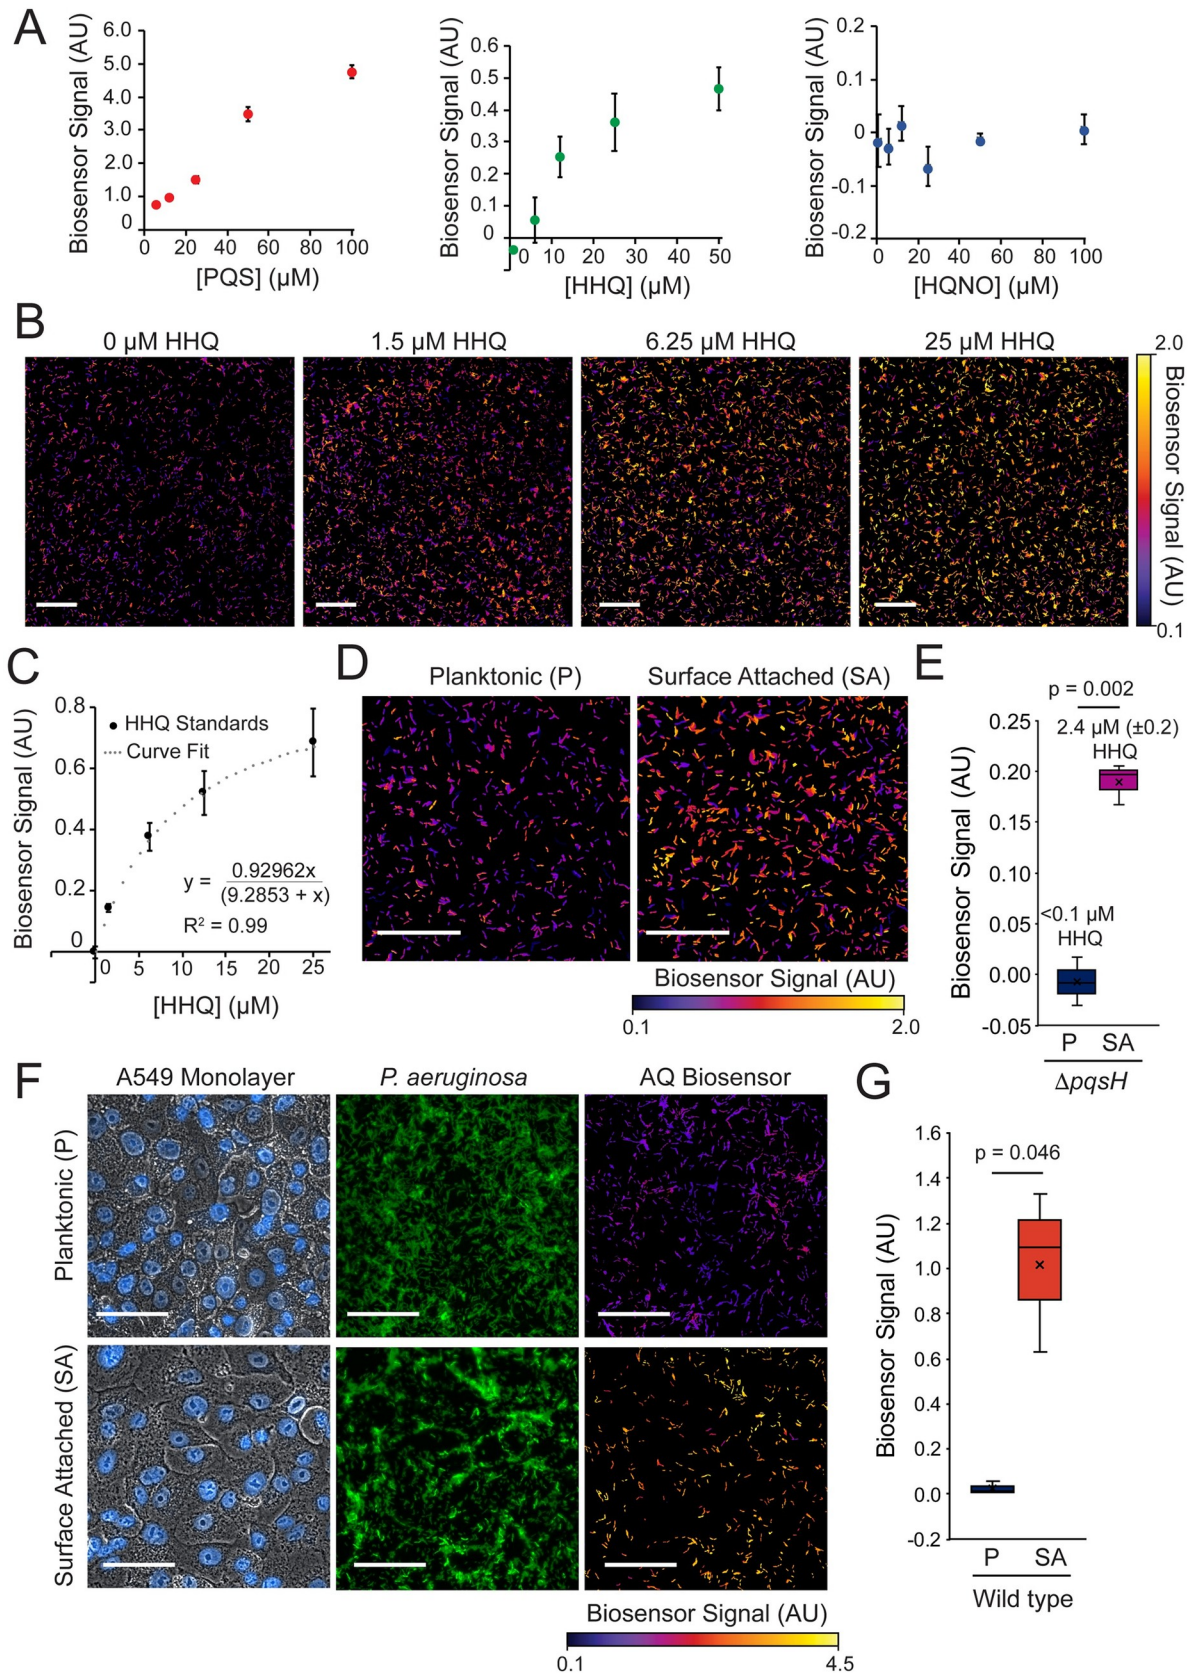 A
Biosensor Signal (AU)
6.0
5.0
4.0
3.0
2.0
1.0
0
0 20 40 60 80 100
[PQS] (μM)
Biosensor Signal (AU)
0.6
0.5
0.4
0.3
0.2
0.1
0
0 10 20 30 40 50
[HHQ] (μM)
Biosensor Signal (AU)
0.2
0.1
0
-0.1
-0.2
0 20 40 60 80 100
[HQNO] (μM)
B
0 μM HHQ
1.5 μM HHQ
6.25 μM HHQ
25 μM HHQ
2.0
Biosensor Signal (AU)
0.1
C
Biosensor Signal (AU)
0.8
0.6
0.4
0.2
0
HHQ Standards
Curve Fit
y = 0.92962x
(9.2853 + x)
R² = 0.99
0 5 10 15 20 25
[HHQ] (μM)
D
Planktonic (P)
Surface Attached (SA)
Biosensor Signal (AU)
0.1 2.0
E
p = 0.002
2.4 μM (±0.2)
HHQ
Biosensor Signal (AU)
0.25
0.20
0.15
0.10
0.05
0.00
-0.05
<0.1 μM
HHQ
P SA
ΔpqsH
F
A549 Monolayer
P. aeruginosa
AQ Biosensor
Planktonic (P)
Surface Attached (SA)
Biosensor Signal (AU)
0.1 4.5
G
Biosensor Signal (AU)
1.6
1.4
1.2
1.0
0.8
0.6
0.4
0.2
0.0
-0.2
p = 0.046
P SA
Wild type